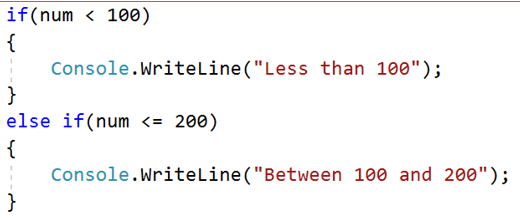 if(num < 100)
{
    Console.WriteLine("Less than 100");
}
else if(num <= 200)
{
    Console.WriteLine("Between 100 and 200");
}